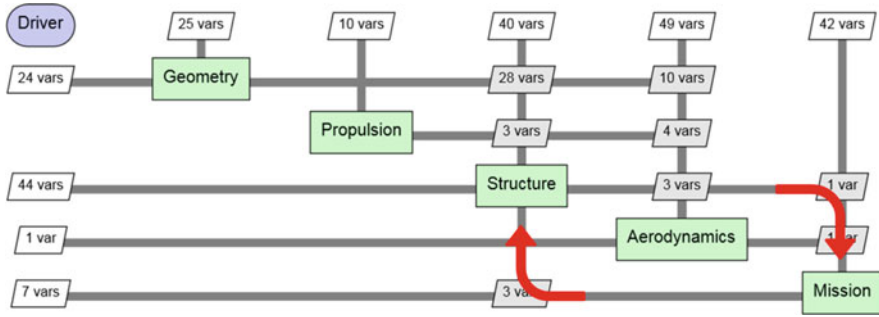 Driver
25 vars
10 vars
40 vars
49 vars
42 vars
24 vars
Geometry
28 vars
10 vars
Propulsion
3 vars
4 vars
44 vars
Structure
3 vars
1 var
1 var
Aerodynamics
1 var
7 vars
3 vars
Mission